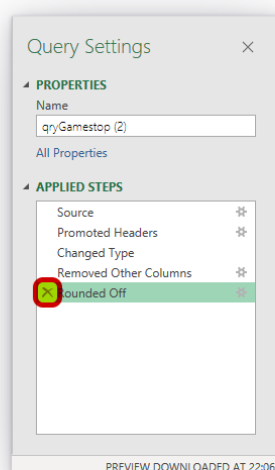 Query Settings
PROPERTIES
Name
qryGamestop (2)
All Properties
APPLIED STEPS
Source
Promoted Headers
Changed Type
Removed Other Columns
Rounded Off
PREVIEW DOWNLOADED AT 22:06